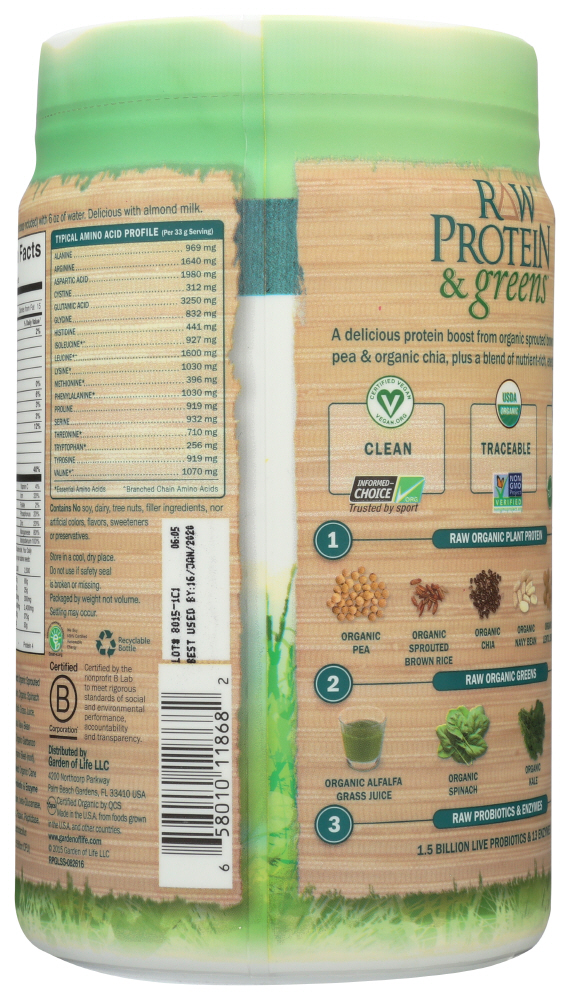 mixed with 6 oz of water. Delicious with almond milk.
Facts
TYPICAL AMINO ACID PROFILE (Per 33 g Serving)
ALANINE 969 mg
ARGININE 1640 mg
ASPARTIC ACID 1980 mg
CYSTINE 312 mg
GLUTAMIC ACID 3250 mg
GLYCINE 832 mg
HISTIDINE 441 mg
ISOLEUCINE*^ 927 mg
LEUCINE*^ 1600 mg
LYSINE* 1030 mg
METHIONINE* 396 mg
PHENYLALANINE* 1030 mg
PROLINE 919 mg
SERINE 932 mg
THREONINE* 710 mg
TRYPTOPHAN* 256 mg
TYROSINE 919 mg
VALINE*^ 1070 mg
*Essential Amino Acids ^Branched Chain Amino Acids
Contains No soy, dairy, tree nuts, filler ingredients, nor
artificial colors, flavors, sweeteners
or preservatives.
Store in a cool, dry place.
Do not use if safety seal
is broken or missing.
Packaged by weight not volume.
Settling may occur.
Recyclable
Bottle
Certified
B
Corporation
Certified by the
nonprofit B Lab
to meet rigorous
standards of social
and environmental
performance,
accountability
and transparency.
Distributed by
Garden of Life LLC
4200 Northcorp Parkway
Palm Beach Gardens, FL 33410 USA
Certified Organic by QCS
Made in the U.S.A. from foods grown
in the U.S.A. and other countries.
www.gardenoflife.com
© 2015 Garden of Life LLC
RPGLSS-082616
LOT# 8015-1C1 06:05
BEST USED BY:16/JAN/2020
6 58010 11868 2
RAW
PROTEIN
& greens
A delicious protein boost from organic sprouted brown
pea & organic chia, plus a blend of nutrient-rich,
CERTIFIED VEGAN
VEGAN.ORG
CLEAN
INFORMED-
CHOICE
.ORG
Trusted by sport
USDA
ORGANIC
TRACEABLE
NON
GMO
Project
VERIFIED
1
RAW ORGANIC PLANT PROTEIN
ORGANIC
PEA
ORGANIC
SPROUTED
BROWN RICE
ORGANIC
CHIA
ORGANIC
NAVY BEAN
2
RAW ORGANIC GREENS
ORGANIC ALFALFA
GRASS JUICE
ORGANIC
SPINACH
ORGANIC
KALE
3
RAW PROBIOTICS & ENZYMES
1.5 BILLION LIVE PROBIOTICS & 13 ENZYMES